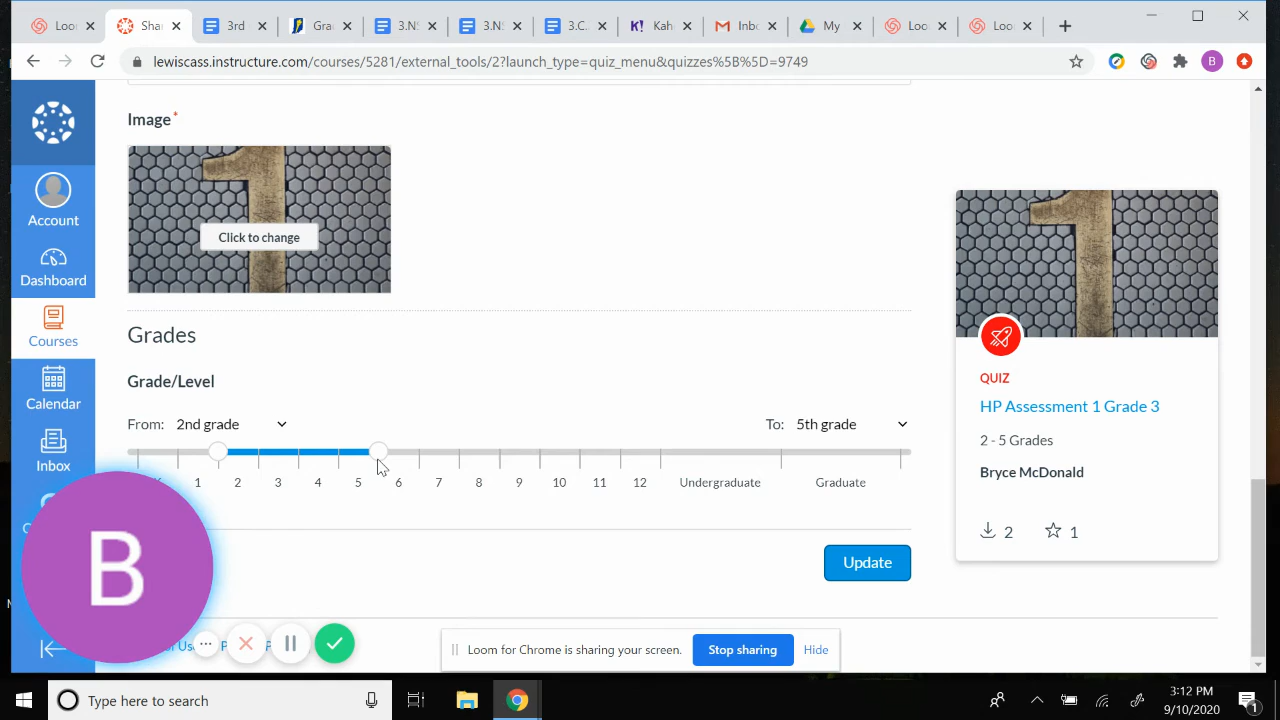 Loo
Sha
3rd
Gra
3.N
3.N
3.C
Kah
Inbo
My
Loo
Loo
lewiscass.instructure.com/courses/5281/external_tools/2?launch_type=quiz_menu&quizzes%5B%5D=9749
B
Account
Dashboard
Courses
Calendar
Inbox
Image*
1
Click to change
Grades
Grade/Level
From: 2nd grade
To: 5th grade
1 2 3 4 5 6 7 8 9 10 11 12 Undergraduate Graduate
Update
1
QUIZ
HP Assessment 1 Grade 3
2 - 5 Grades
Bryce McDonald
2 1
B
Loom for Chrome is sharing your screen. Stop sharing Hide
Type here to search
3:12 PM
9/10/2020
1